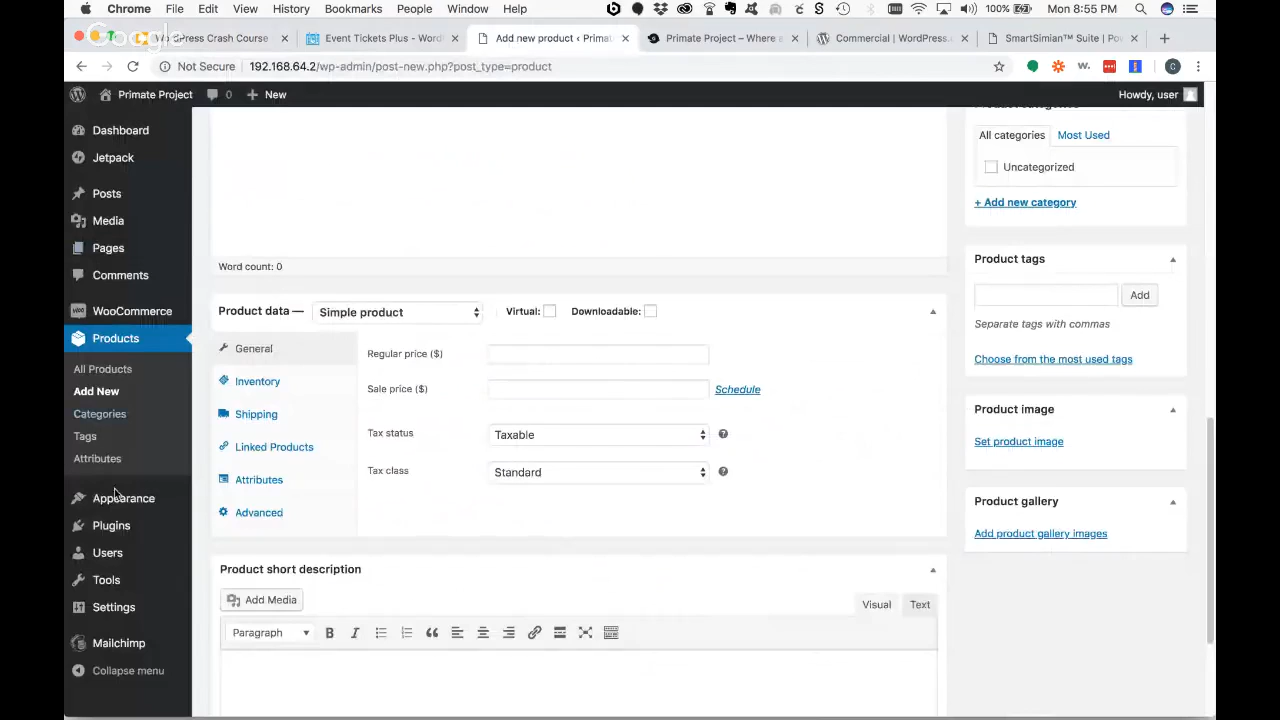 Chrome File Edit View History Bookmarks People Window Help 100% Mon 8:55 PM
Google
WordPress Crash Course × Event Tickets Plus - Wor × Add new product ‹ Primat × Primate Project – Where a × Commercial | WordPress. × SmartSimian™ Suite | Po × +
Not Secure 192.168.64.2/wp-admin/post-new.php?post_type=product
Primate Project 0 + New Howdy, user
Dashboard
Jetpack
Posts
Media
Pages
Comments
WooCommerce
Products
All Products
Add New
Categories
Tags
Attributes
Appearance
Plugins
Users
Tools
Settings
Mailchimp
Collapse menu
Word count: 0
Product data — Simple product Virtual: Downloadable:
General
Inventory
Shipping
Linked Products
Attributes
Advanced
Regular price ($)
Sale price ($) Schedule
Tax status Taxable
Tax class Standard
Product short description
Add Media
Visual Text
Paragraph B I
All categories Most Used
Uncategorized
+ Add new category
Product tags
Add
Separate tags with commas
Choose from the most used tags
Product image
Set product image
Product gallery
Add product gallery images